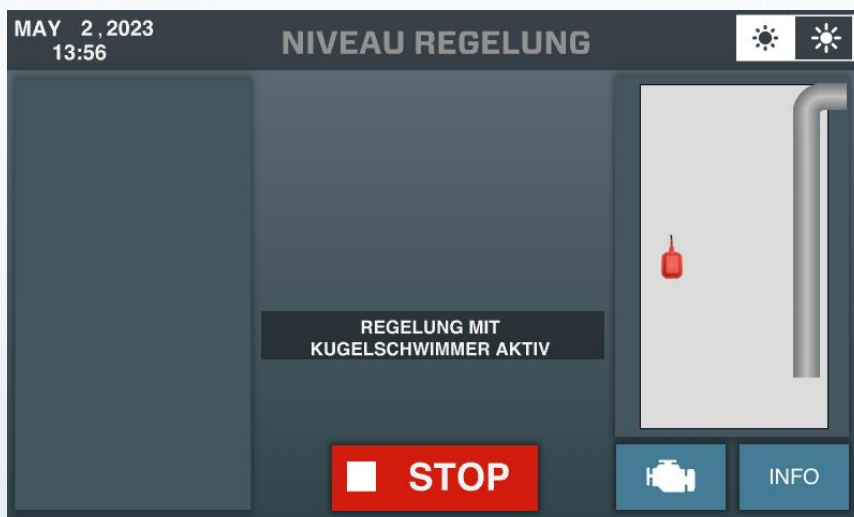 MAY 2,2023
13:56
NIVEAU REGELUNG
REGELUNG MIT
KUGELSCHWIMMER AKTIV
STOP
INFO